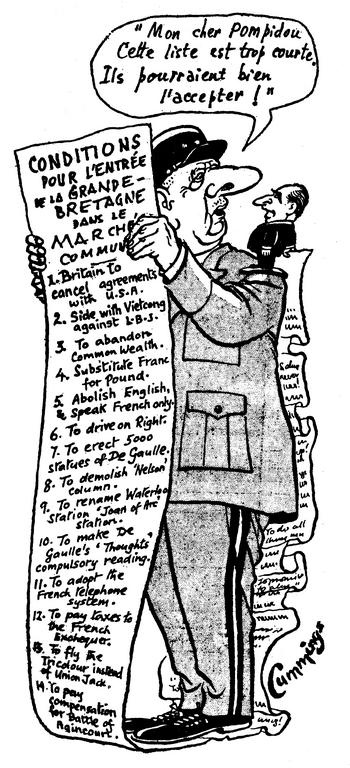 "Mon cher Pompidou
Cette liste est trop courte.
Ils pourraient bien
l'accepter!"
CONDITIONS
POUR L'ENTRÉE
DE LA GRANDE-
BRETAGNE
DANS LE
MARCHÉ
COMMUN
1. Britain To
cancel agreements
with U.S.A.
2. Side with Vietcong
against L.B.J.
3. To abandon
Common Wealth.
4. Substitute Franc
for Pound.
5. Abolish English,
& speak French only.
6. To drive on Right.
7. To erect 5000
statues of De Gaulle.
8. To demolish 'Nelson'
column.
9. To rename Waterloo
Station "Joan of Arc"
station.
10. To make De
Gaulle's 'Thoughts'
compulsory reading.
11. To adopt the
French Telephone
system.
12. To pay taxes to
the French
Exchequer.
13. To fly the
Tricolour instead
of Union Jack.
14. To pay
compensation
for Battle of
Agincourt.
To do all
Cummings